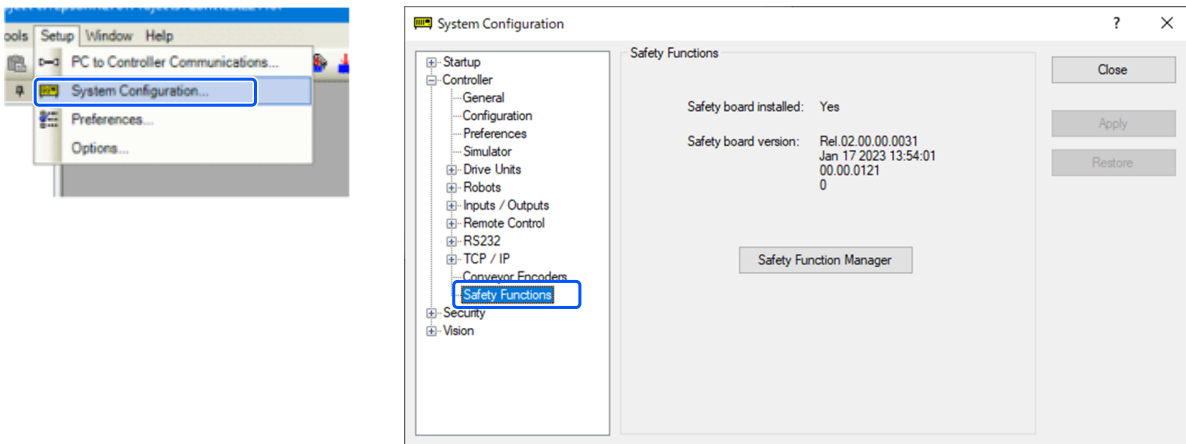 Setup Window Help
PC to Controller Communications...
System Configuration...
Preferences...
Options...
System Configuration
?
Startup
Controller
General
Configuration
Preferences
Simulator
Drive Units
Robots
Inputs / Outputs
Remote Control
RS232
TCP / IP
Conveyor Encoders
Safety Functions
Security
Vision
Safety Functions
Safety board installed: Yes
Safety board version: Rel.02.00.00.0031
Jan 17 2023 13:54:01
00.00.0121
0
Safety Function Manager
Close
Apply
Restore